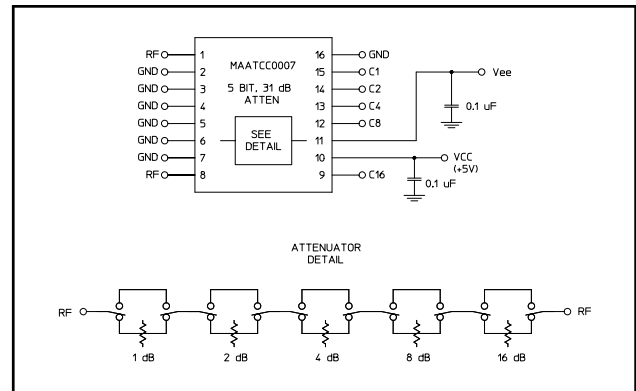 RF 1 16 GND
GND 2 MAATCC0007 15 C1 Vee
GND 3 5 BIT, 31 dB 14 C2
GND 4 ATTEN 13 C4 0.1 uF
GND 5 12 C8
GND 6 SEE 11
GND 7 DETAIL 10 VCC
(+5V)
RF 8 9 C16 0.1 uF
ATTENUATOR
DETAIL
RF RF
1 dB 2 dB 4 dB 8 dB 16 dB